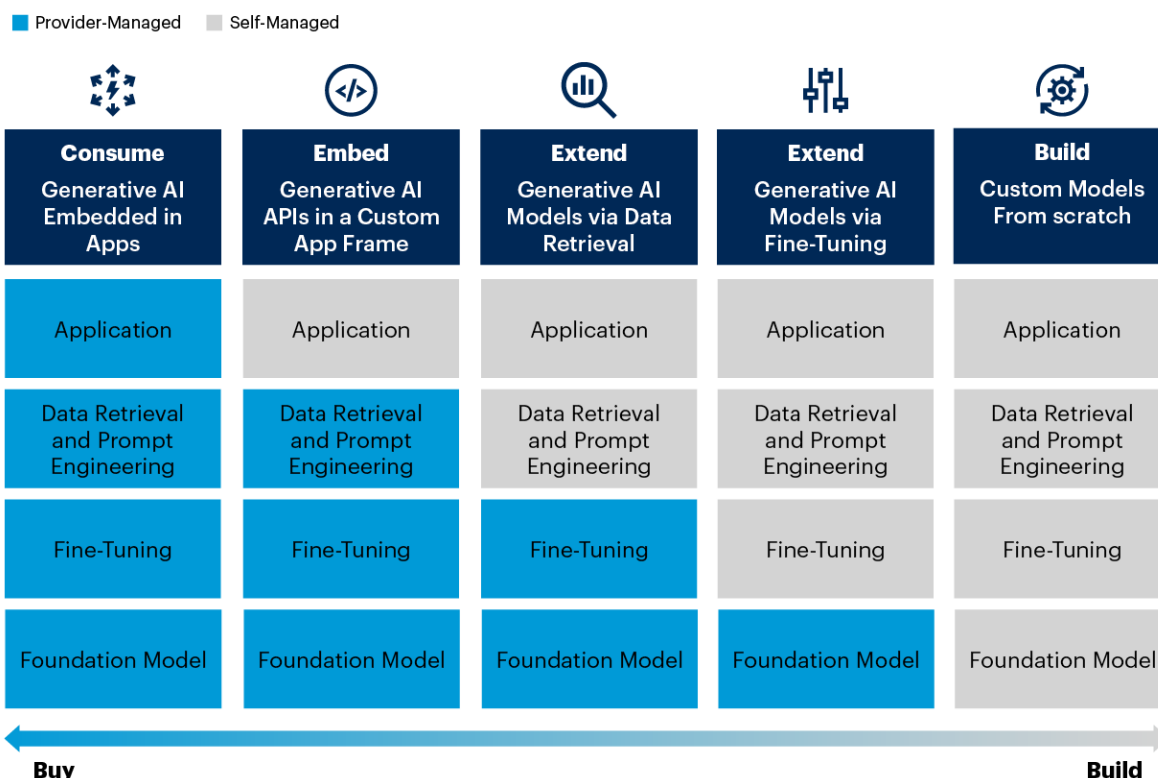 Provider-Managed
Self-Managed
</>
Consume
Generative AI
Embedded in
Apps
Embed
Generative AI
APIs in a Custom
App Frame
Extend
Generative AI
Models via Data
Retrieval
Extend
Generative AI
Models via
Fine-Tuning
Build
Custom Models
From scratch
Application
Application
Application
Application
Application
Data Retrieval
and Prompt
Engineering
Data Retrieval
and Prompt
Engineering
Data Retrieval
and Prompt
Engineering
Data Retrieval
and Prompt
Engineering
Data Retrieval
and Prompt
Engineering
Fine-Tuning
Fine-Tuning
Fine-Tuning
Fine-Tuning
Fine-Tuning
Foundation Model
Foundation Model
Foundation Model
Foundation Model
Foundation Model
Buy
Build